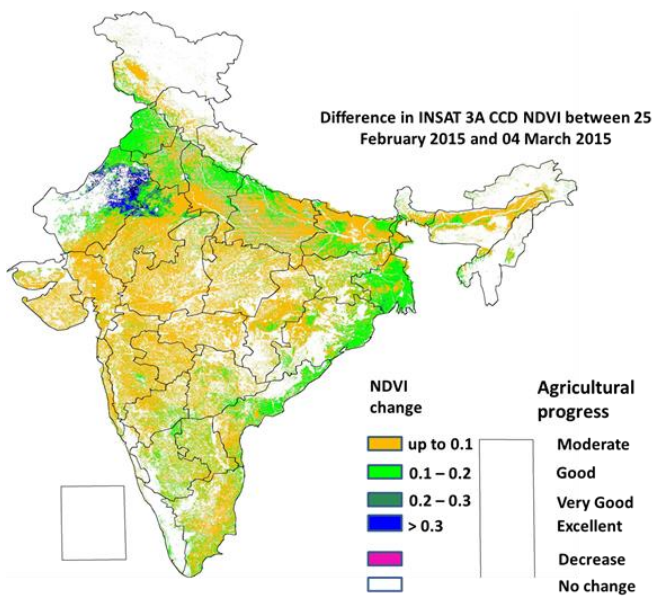 Difference in INSAT 3A CCD NDVI between 25
February 2015 and 04 March 2015
NDVI
change
Agricultural
progress
up to 0.1
Moderate
0.1 – 0.2
Good
0.2 – 0.3
Very Good
> 0.3
Excellent
Decrease
No change